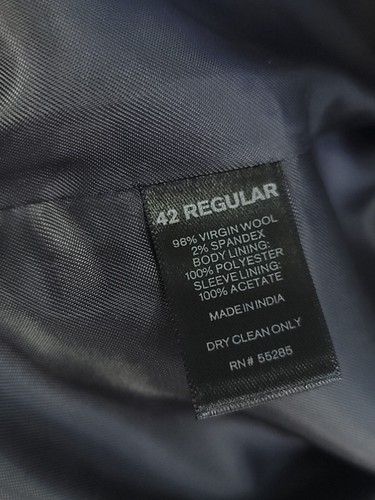 42 REGULAR
98% VIRGIN WOOL
2% SPANDEX
BODY LINING:
100% POLYESTER
SLEEVE LINING:
100% ACETATE
MADE IN INDIA
DRY CLEAN ONLY
RN# 55285